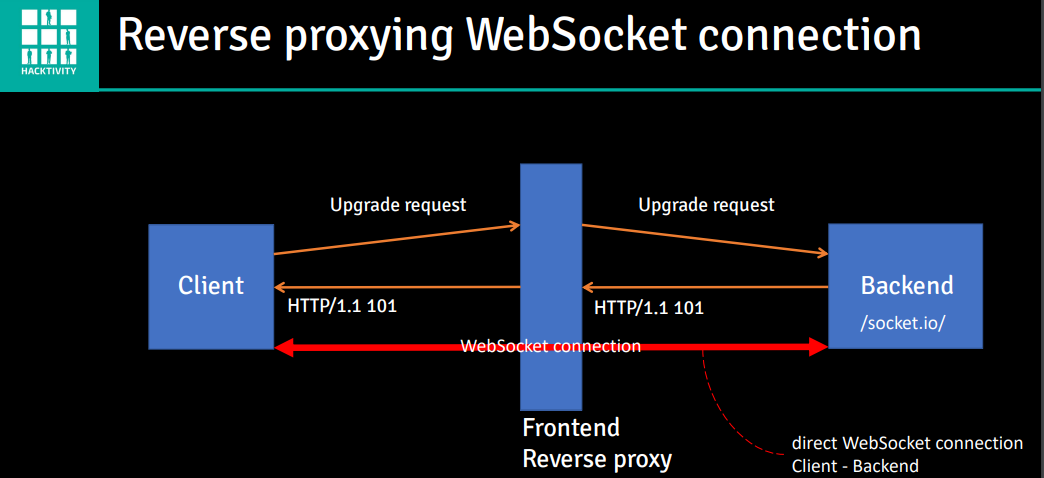 HACKTIVITY
Reverse proxying WebSocket connection
Upgrade request
Upgrade request
Client
Backend
/socket.io/
HTTP/1.1 101
HTTP/1.1 101
WebSocket connection
Frontend
Reverse proxy
direct WebSocket connection
Client - Backend